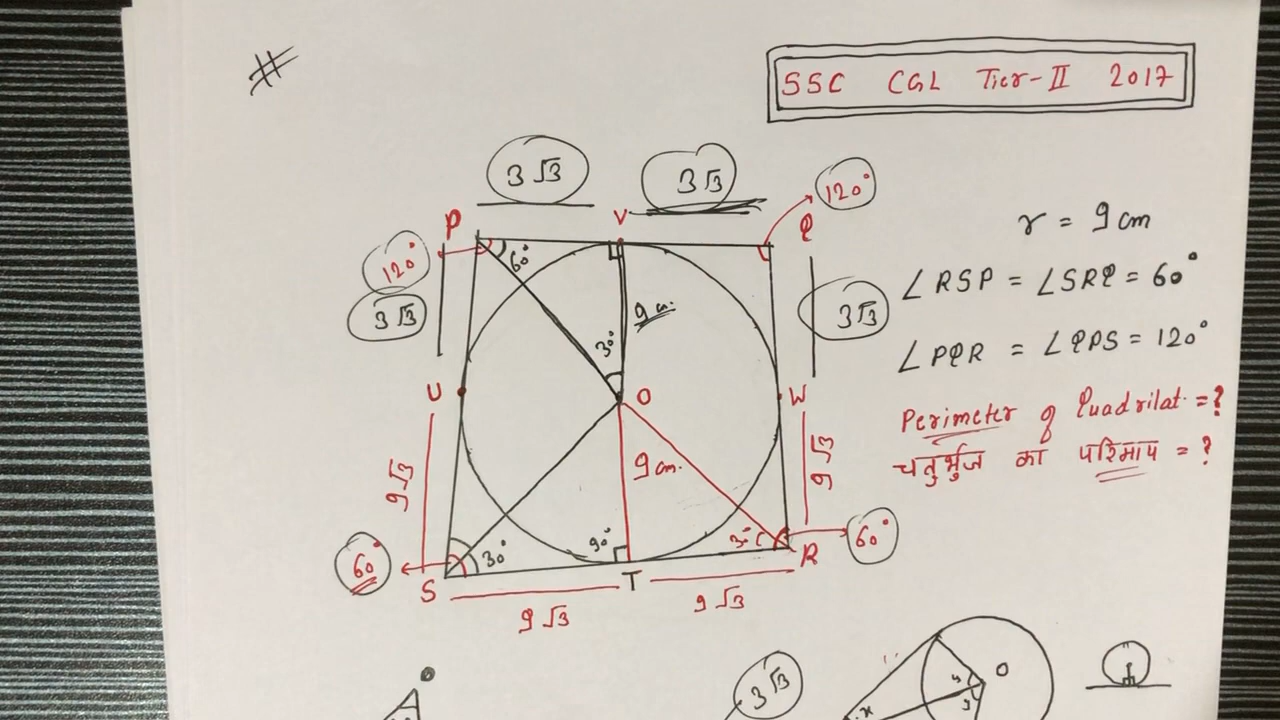 #
SSC CGL Tier-II 2017
3√3
3√3
120°
P
V
Q
r = 9 cm
120°
60°
∠RSP = ∠SRQ = 60°
3√3
9 cm.
3√3
30°
∠PQR = ∠QPS = 120°
U
O
W
Perimeter of Quadrilat. = ?
9√3
9 cm.
9√3
चतुर्भुज का परिमाप = ?
60°
30°
90°
30°
60°
S
T
R
9√3
9√3
3√3
O
x
y
y